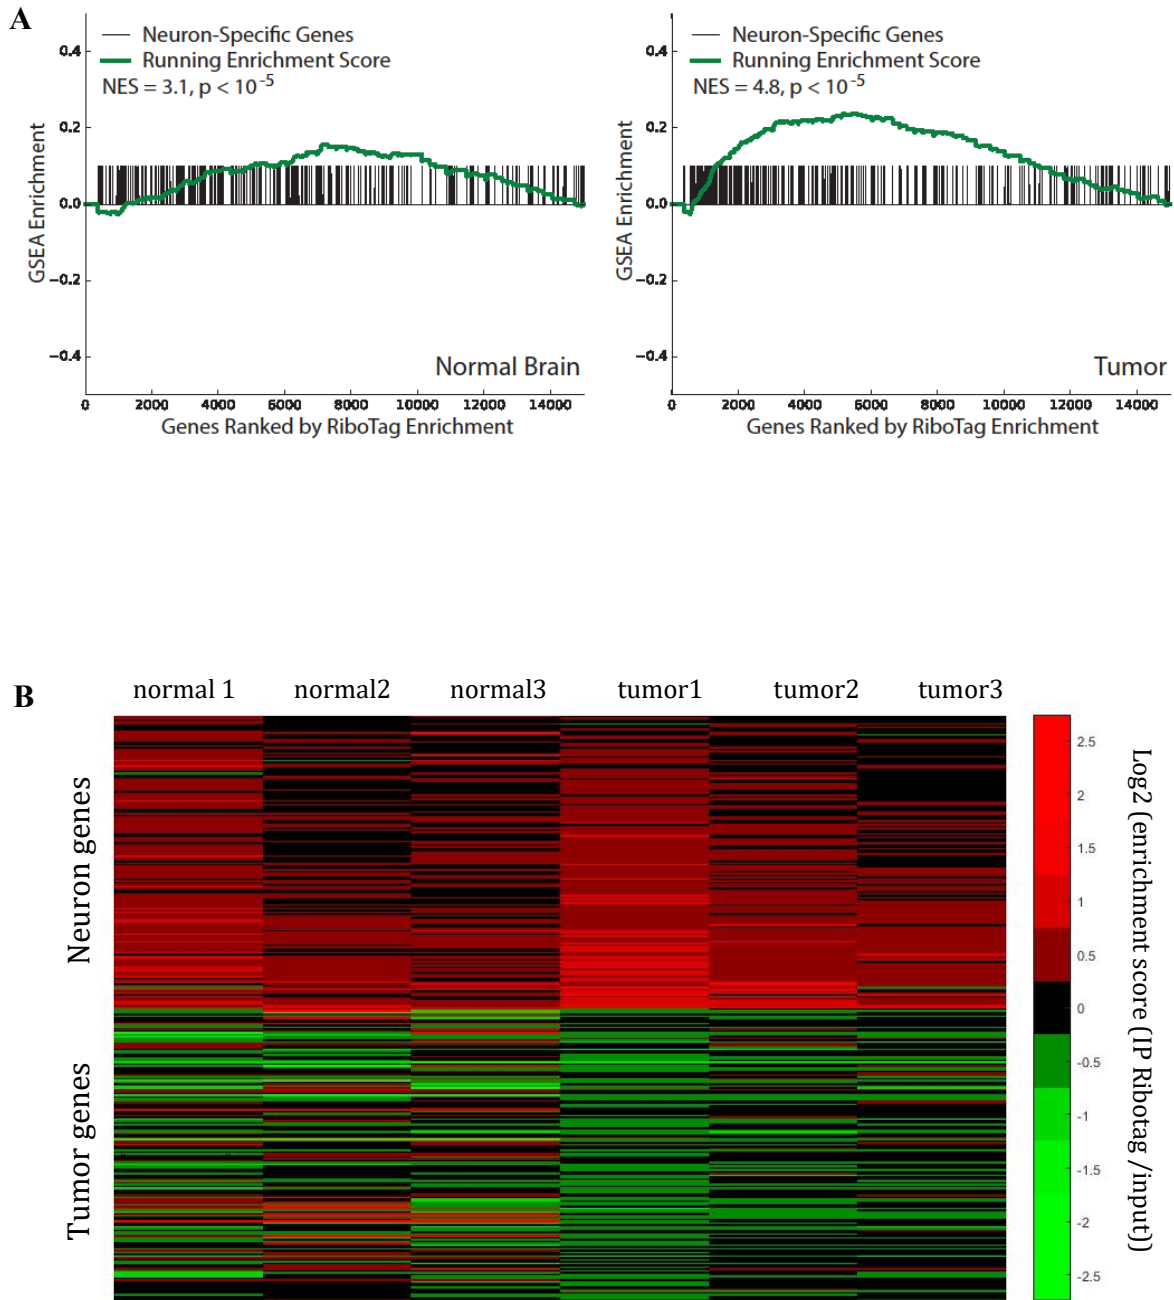 A
Neuron-Specific Genes
Running Enrichment Score
NES = 3.1, p < 10⁻⁵
0.4
0.2
0.0
−0.2
−0.4
GSEA Enrichment
Normal Brain
0 2000 4000 6000 8000 10000 12000 14000
Genes Ranked by RiboTag Enrichment
Neuron-Specific Genes
Running Enrichment Score
NES = 4.8, p < 10⁻⁵
0.4
0.2
0.0
−0.2
−0.4
GSEA Enrichment
Tumor
0 2000 4000 6000 8000 10000 12000 14000
Genes Ranked by RiboTag Enrichment
B
normal 1 normal2 normal3 tumor1 tumor2 tumor3
Neuron genes
Tumor genes
2.5
2
1.5
1
0.5
0
-0.5
-1
-1.5
-2
-2.5
Log2 (enrichment score (IP Ribotag /input))